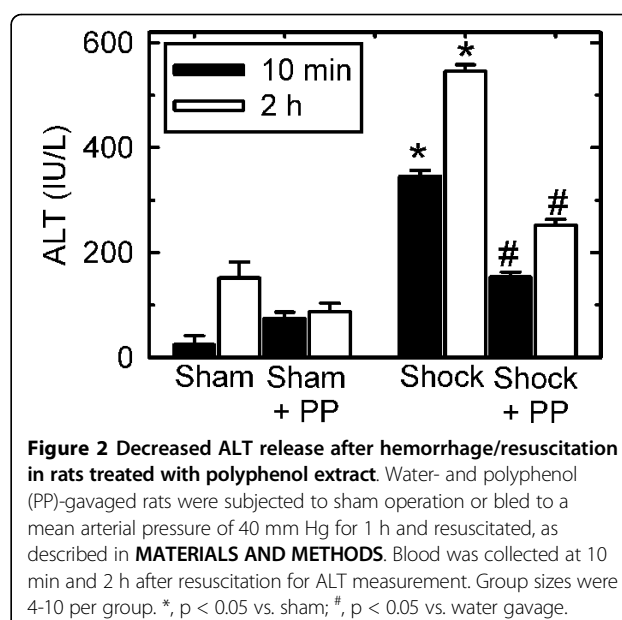 600
400
200
0
ALT (IU/L)
10 min
2 h
*
*
#
#
Sham
Sham + PP
Shock
Shock + PP
Figure 2 Decreased ALT release after hemorrhage/resuscitation
in rats treated with polyphenol extract. Water- and polyphenol
(PP)-gavaged rats were subjected to sham operation or bled to a
mean arterial pressure of 40 mm Hg for 1 h and resuscitated, as
described in MATERIALS AND METHODS. Blood was collected at 10
min and 2 h after resuscitation for ALT measurement. Group sizes were
4-10 per group. *, p < 0.05 vs. sham; #, p < 0.05 vs. water gavage.